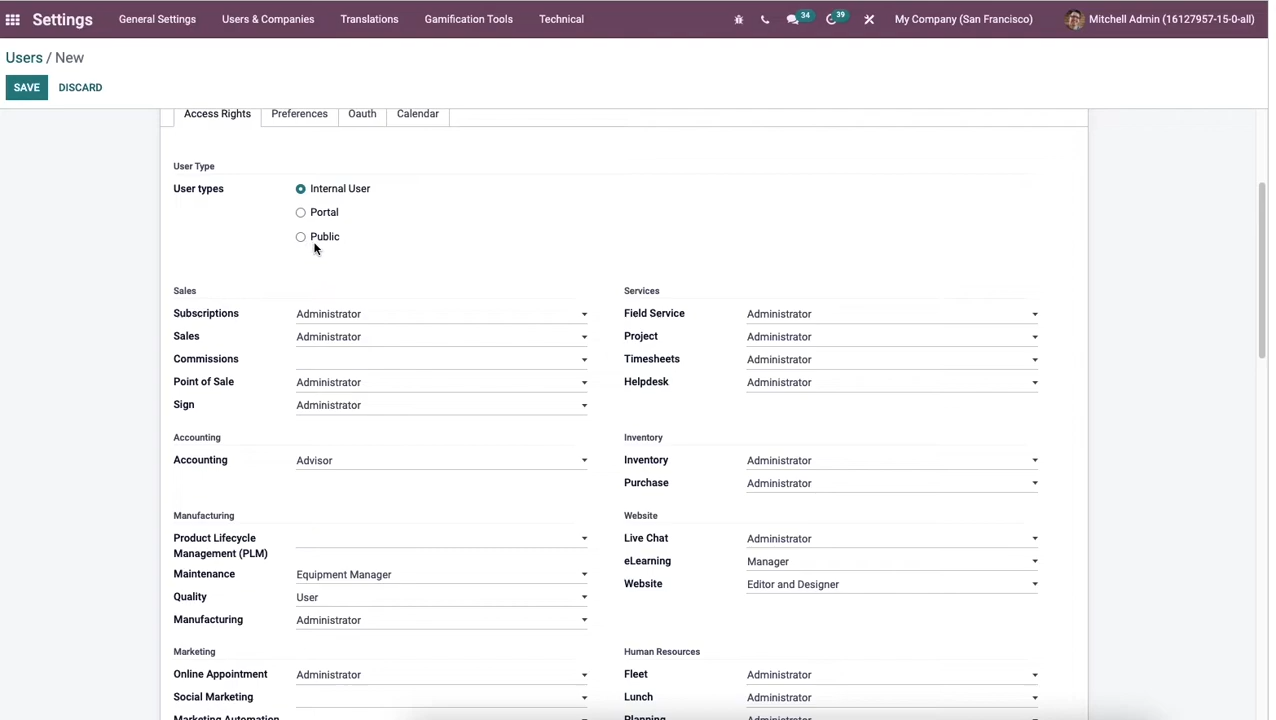 Settings General Settings Users & Companies Translations Gamification Tools Technical 34 39 My Company (San Francisco) Mitchell Admin (16127957-15-0-all)
Users / New
SAVE DISCARD
Access Rights Preferences Oauth Calendar
User Type
User types Internal User
Portal
Public
Sales Services
Subscriptions Administrator Field Service Administrator
Sales Administrator Project Administrator
Commissions Timesheets Administrator
Point of Sale Administrator Helpdesk Administrator
Sign Administrator
Accounting Inventory
Accounting Advisor Inventory Administrator
Purchase Administrator
Manufacturing Website
Product Lifecycle Live Chat Administrator
Management (PLM)
eLearning Manager
Maintenance Equipment Manager
Website Editor and Designer
Quality User
Manufacturing Administrator
Marketing Human Resources
Online Appointment Administrator Fleet Administrator
Social Marketing Lunch Administrator
Marketing Automation Planning Administrator